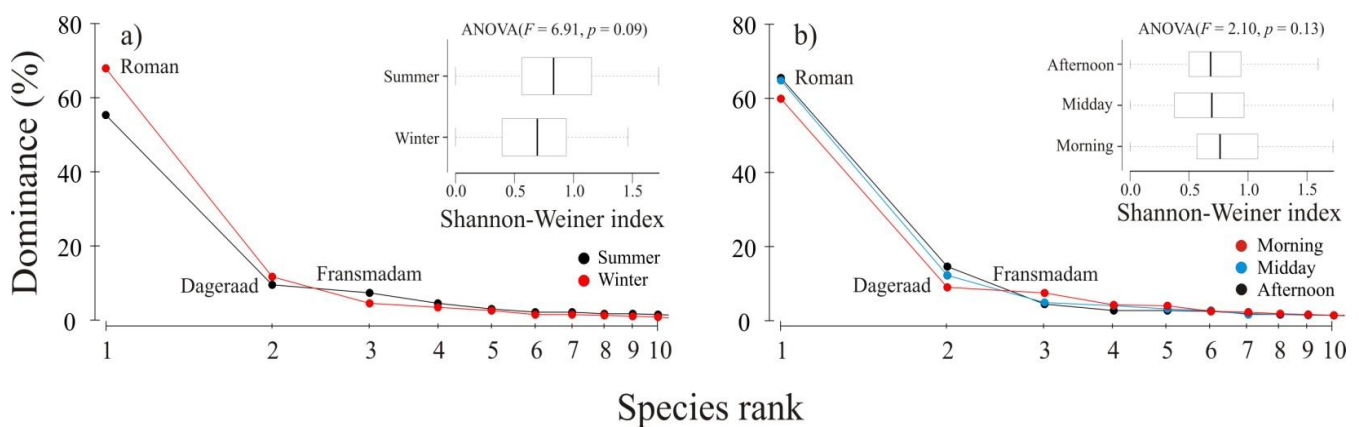 Dominance (%)
80
60
40
20
0
a)
Roman
Dageraad
Fransmadam
ANOVA(F = 6.91, p = 0.09)
Summer
Winter
0.0 0.5 1.0 1.5
Shannon-Weiner index
Summer
Winter
1 2 3 4 5 6 7 8 9 10
80
60
40
20
0
b)
Roman
Dageraad
Fransmadam
ANOVA(F = 2.10, p = 0.13)
Afternoon
Midday
Morning
0.0 0.5 1.0 1.5
Shannon-Weiner index
Morning
Midday
Afternoon
1 2 3 4 5 6 7 8 9 10
Species rank